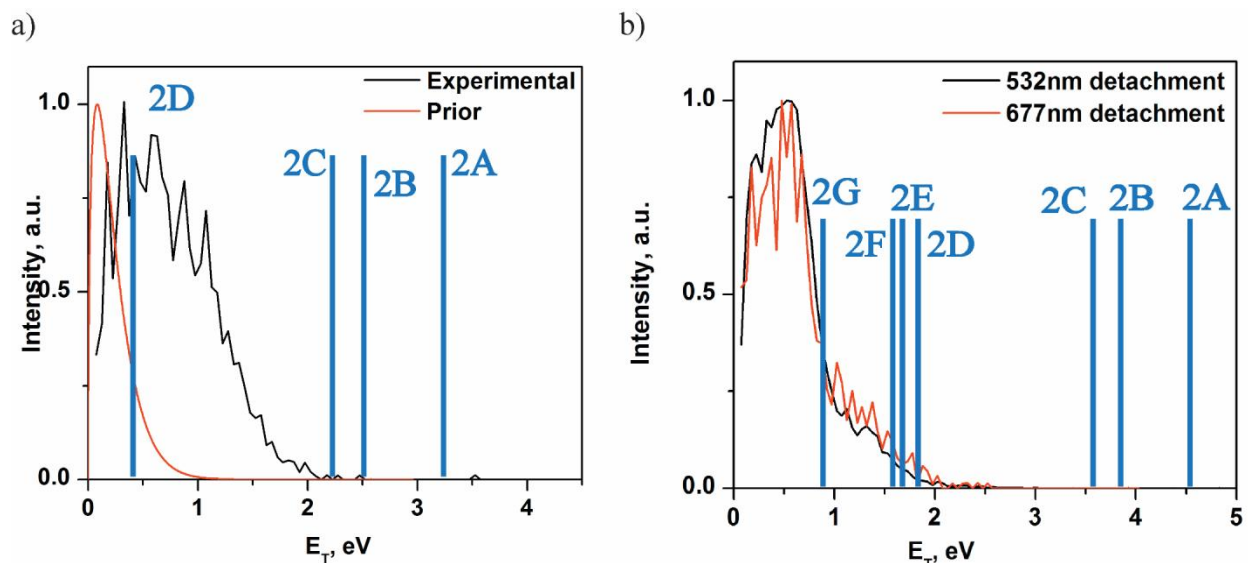 a)
Experimental
Prior
2D
2C
2B
2A
1.0
0.5
0.0
Intensity, a.u.
0
1
2
3
4
E_T, eV
b)
532nm detachment
677nm detachment
2G
2E
2F
2D
2C
2B
2A
1.0
0.5
0.0
Intensity, a.u.
0
1
2
3
4
5
E_T, eV